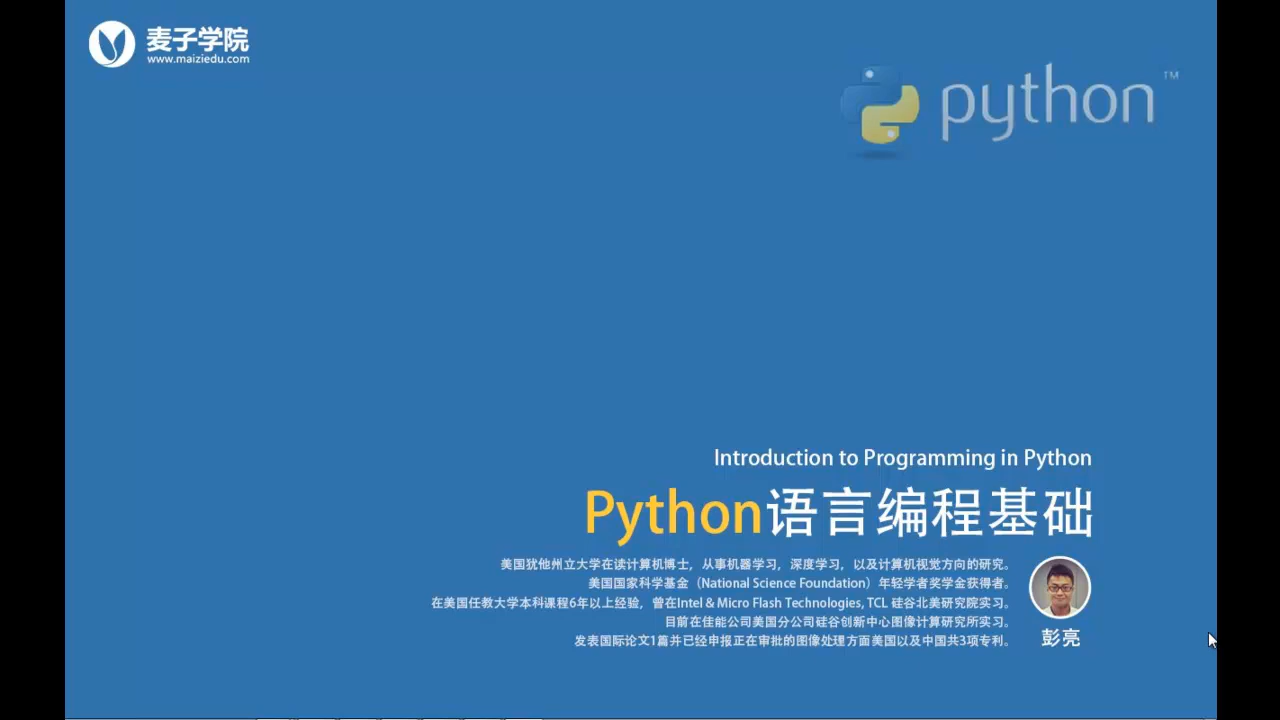 麦子学院
www.maiziedu.com
python™
Introduction to Programming in Python
Python语言编程基础
美国犹他州立大学在读计算机博士，从事机器学习，深度学习，以及计算机视觉方向的研究。
美国国家科学基金（National Science Foundation）年轻学者奖学金获得者。
在美国任教大学本科课程6年以上经验，曾在Intel & Micro Flash Technologies, TCL 硅谷北美研究院实习。
目前在佳能公司美国分公司硅谷创新中心图像计算研究所实习。
发表国际论文1篇并已经申报正在审批的图像处理方面美国以及中国共3项专利。
彭亮